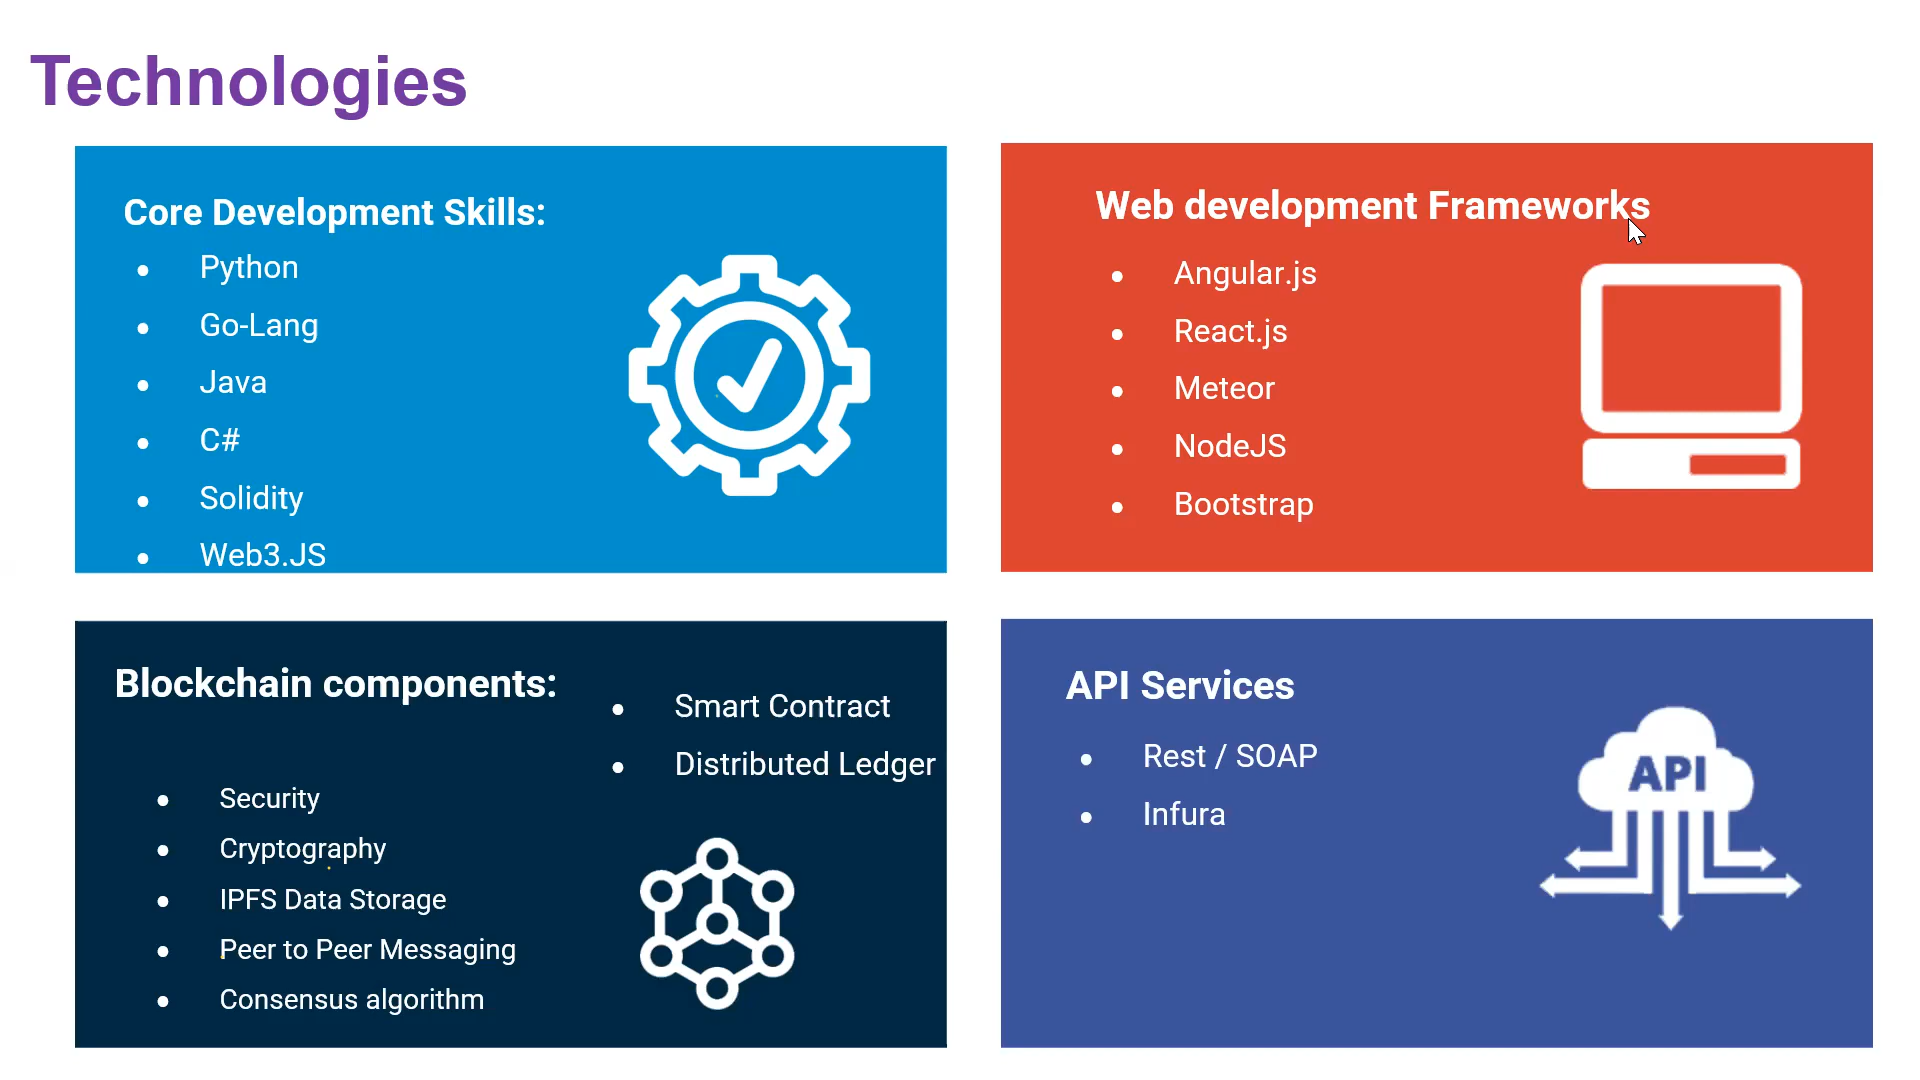 Technologies
Core Development Skills:
Python
Go-Lang
Java
C#
Solidity
Web3.JS
Web development Frameworks
Angular.js
React.js
Meteor
NodeJS
Bootstrap
Blockchain components:
Security
Cryptography
IPFS Data Storage
Peer to Peer Messaging
Consensus algorithm
Smart Contract
Distributed Ledger
API Services
Rest / SOAP
Infura
API